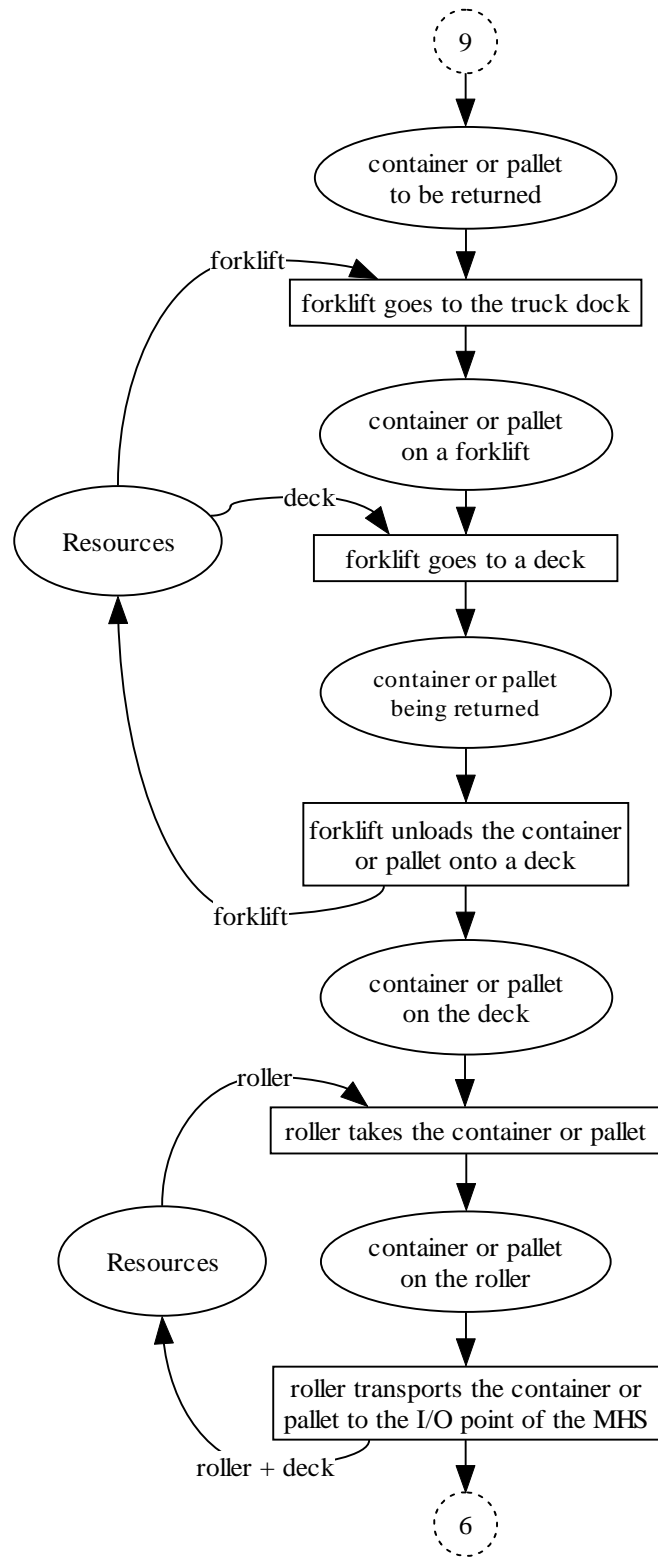 9
container or pallet
to be returned
forklift
forklift goes to the truck dock
container or pallet
on a forklift
deck
Resources
forklift goes to a deck
container or pallet
being returned
forklift unloads the container
or pallet onto a deck
forklift
container or pallet
on the deck
roller
roller takes the container or pallet
container or pallet
on the roller
Resources
roller transports the container or
pallet to the I/O point of the MHS
roller + deck
6